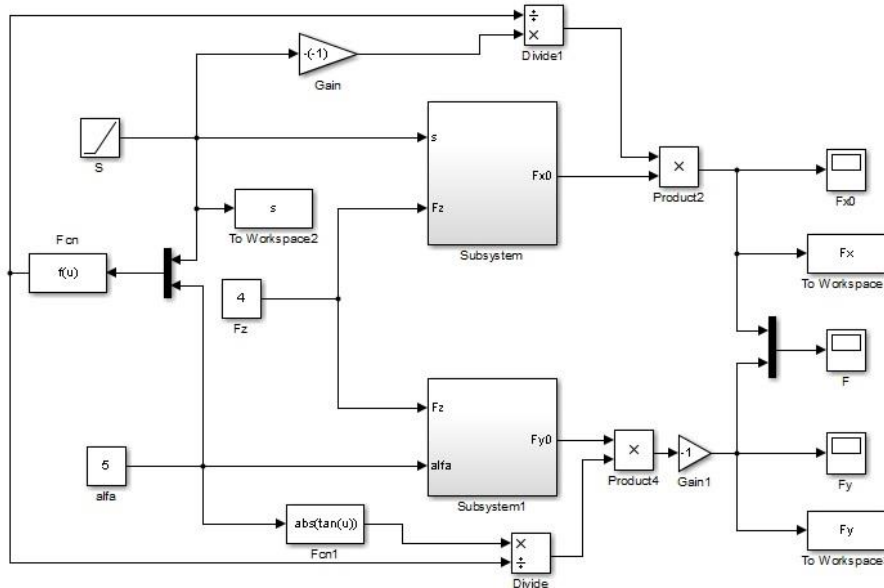 ÷
×
Divide1
-(-1)
Gain
S
s
Fz
Fx0
Subsystem
×
Product2
Fx0
s
To Workspace2
Fcn
f(u)
Fx
To Workspace
4
Fz
F
Fz
alfa
Fy0
Subsystem1
×
Product4
-1
Gain1
Fy
5
alfa
abs(tan(u))
Fcn1
×
÷
Divide
Fy
To Workspace